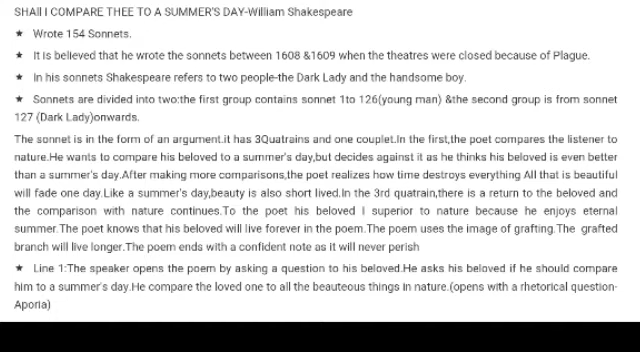 SHAll I COMPARE THEE TO A SUMMER'S DAY-William Shakespeare
★ Wrote 154 Sonnets.
★ It is believed that he wrote the sonnets between 1608 &1609 when the theatres were closed because of Plague.
★ In his sonnets Shakespeare refers to two people-the Dark Lady and the handsome boy.
★ Sonnets are divided into two:the first group contains sonnet 1to 126(young man) &the second group is from sonnet
127 (Dark Lady)onwards.
The sonnet is in the form of an argument.it has 3Quatrains and one couplet.In the first,the poet compares the listener to
nature.He wants to compare his beloved to a summer's day,but decides against it as he thinks his beloved is even better
than a summer's day.After making more comparisons,the poet realizes how time destroys everything All that is beautiful
will fade one day.Like a summer's day,beauty is also short lived.In the 3rd quatrain,there is a return to the beloved and
the comparison with nature continues.To the poet his beloved I superior to nature because he enjoys eternal
summer.The poet knows that his beloved will live forever in the poem.The poem uses the image of grafting.The grafted
branch will live longer.The poem ends with a confident note as it will never perish
★ Line 1:The speaker opens the poem by asking a question to his beloved.He asks his beloved if he should compare
him to a summer's day.He compare the loved one to all the beauteous things in nature.(opens with a rhetorical question-
Aporia)